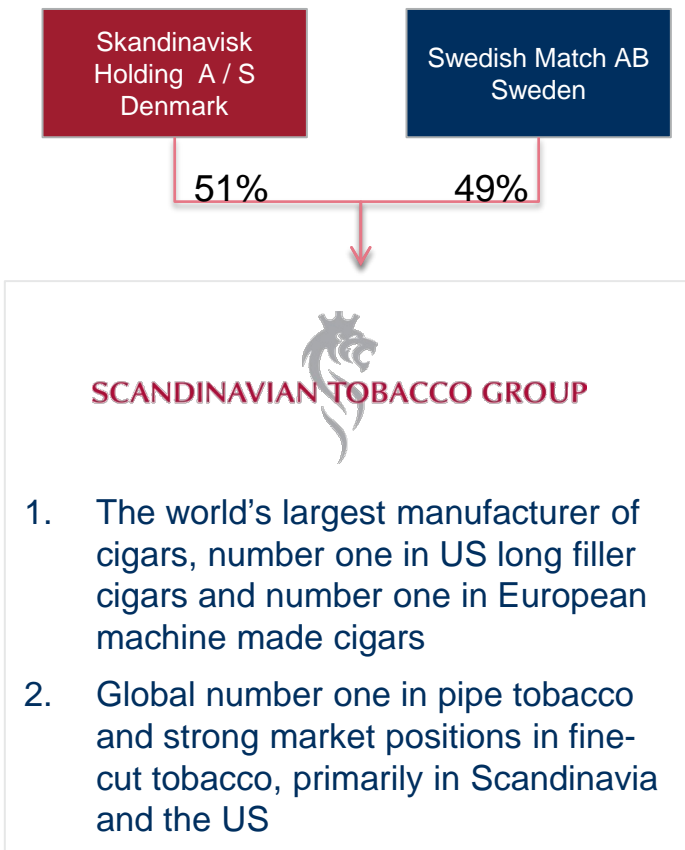 Skandinavisk
Holding A / S
Denmark
Swedish Match AB
Sweden
51%
49%
SCANDINAVIAN TOBACCO GROUP
1. The world’s largest manufacturer of
cigars, number one in US long filler
cigars and number one in European
machine made cigars
2. Global number one in pipe tobacco
and strong market positions in fine-
cut tobacco, primarily in Scandinavia
and the US